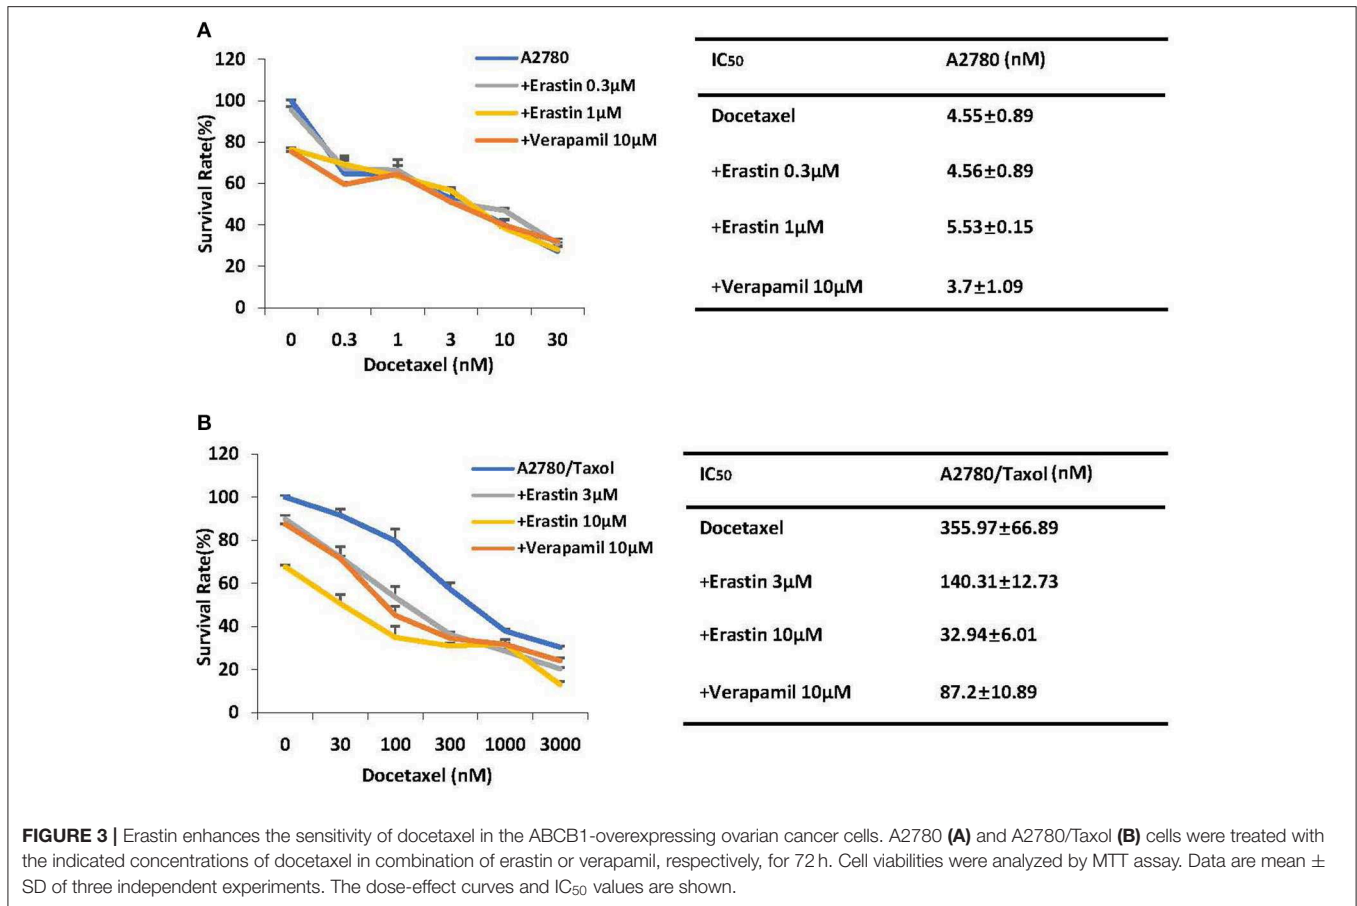 A
120
100
80
60
40
20
0
Survival Rate(%)
0 0.3 1 3 10 30
Docetaxel (nM)
A2780
+Erastin 0.3μM
+Erastin 1μM
+Verapamil 10μM
IC50 A2780 (nM)
Docetaxel 4.55±0.89
+Erastin 0.3μM 4.56±0.89
+Erastin 1μM 5.53±0.15
+Verapamil 10μM 3.7±1.09
B
120
100
80
60
40
20
0
Survival Rate(%)
0 30 100 300 1000 3000
Docetaxel (nM)
A2780/Taxol
+Erastin 3μM
+Erastin 10μM
+Verapamil 10μM
IC50 A2780/Taxol (nM)
Docetaxel 355.97±66.89
+Erastin 3μM 140.31±12.73
+Erastin 10μM 32.94±6.01
+Verapamil 10μM 87.2±10.89
FIGURE 3 | Erastin enhances the sensitivity of docetaxel in the ABCB1-overexpressing ovarian cancer cells. A2780 (A) and A2780/Taxol (B) cells were treated with
the indicated concentrations of docetaxel in combination of erastin or verapamil, respectively, for 72 h. Cell viabilities were analyzed by MTT assay. Data are mean ±
SD of three independent experiments. The dose-effect curves and IC50 values are shown.